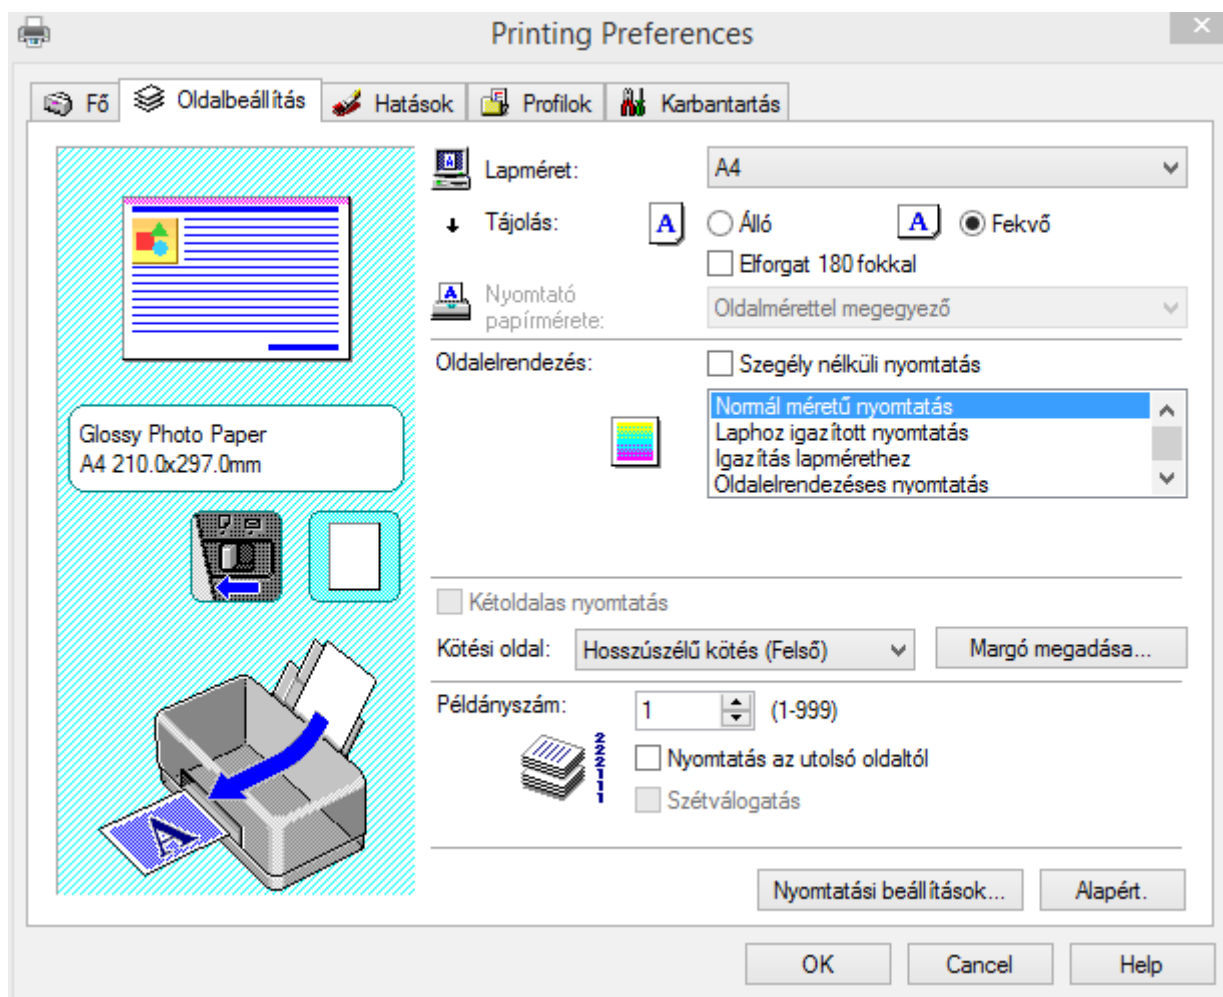 Printing Preferences
Fő Oldalbeállítás Hatások Profilok Karbantartás
Lapméret: A4
Tájolás: A Álló A Fekvő
Elforgat 180 fokkal
Nyomtató
papírmérete:
Oldalmérettel megegyező
Oldalelrendezés: Szegély nélküli nyomtatás
Normál méretű nyomtatás
Laphoz igazított nyomtatás
Igazítás lapmérethez
Oldalelrendezéses nyomtatás
Glossy Photo Paper
A4 210.0x297.0mm
Kétoldalas nyomtatás
Kötési oldal: Hosszúszélű kötés (Felső) Margó megadása...
Példányszám: 1 (1-999)
Nyomtatás az utolsó oldaltól
Szétválogatás
221211
A
Nyomtatási beállítások... Alapért.
OK Cancel Help